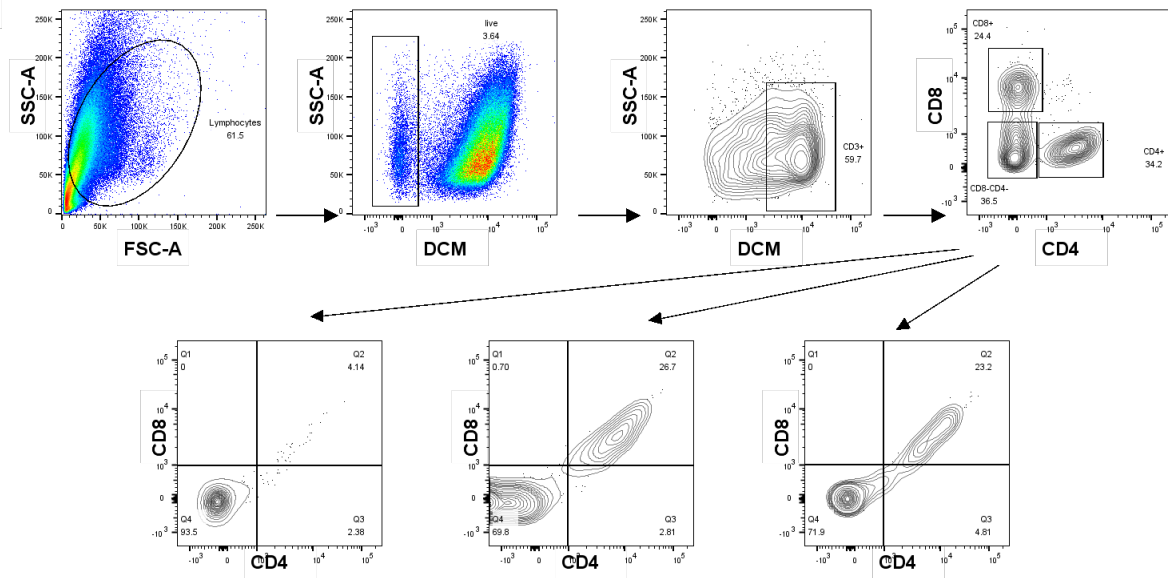 250K
200K
150K
100K
50K
0
SSC-A
Lymphocytes
61.5
0 50K 100K 150K 200K 250K
FSC-A
250K
200K
150K
100K
50K
0
SSC-A
live
3.64
-10³ 0 10³ 10⁴ 10⁵
DCM
250K
200K
150K
100K
50K
0
SSC-A
CD3+
59.7
-10³ 0 10³ 10⁴ 10⁵
DCM
10⁵
10⁴
10³
0
-10³
CD8
CD8+
24.4
CD4+
34.2
CD8-CD4-
36.5
-10³ 0 10³ 10⁴ 10⁵
CD4
10⁵
10⁴
10³
0
-10³
CD8
Q1
0
Q2
4.14
Q4
93.5
Q3
2.38
-10³ 0 10³ 10⁴ 10⁵
CD4
10⁵
10⁴
10³
0
-10³
CD8
Q1
0.70
Q2
26.7
Q4
69.8
Q3
2.81
-10³ 0 10³ 10⁴ 10⁵
CD4
10⁵
10⁴
10³
0
-10³
CD8
Q1
0
Q2
23.2
Q4
71.9
Q3
4.81
-10³ 0 10³ 10⁴ 10⁵
CD4